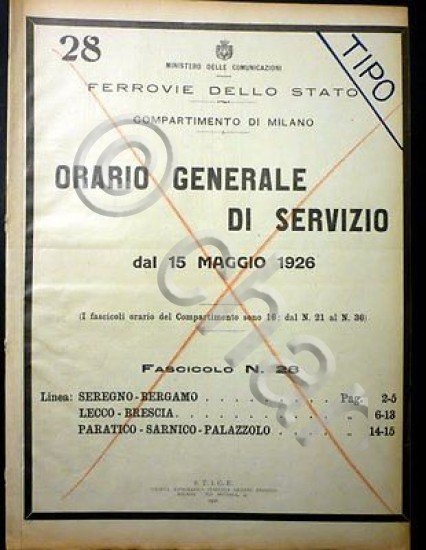 28
TIPO
MINISTERO DELLE COMUNICAZIONI
FERROVIE DELLO STATO
COMPARTIMENTO DI MILANO
ORARIO GENERALE
DI SERVIZIO
dal 15 MAGGIO 1926
(I fascicoli orario del Compartimento sono 16: dal N. 21 al N. 36)
FASCICOLO N. 28
Linea: SEREGNO-BERGAMO . . . . . . . . . Pag. 2-5
LECCO-BRESCIA. . . . . . . . . . . „ 6-13
PARATICO-SARNICO-PALAZZOLO . . . . . „ 14-15
S.T.I.G.E.
1926